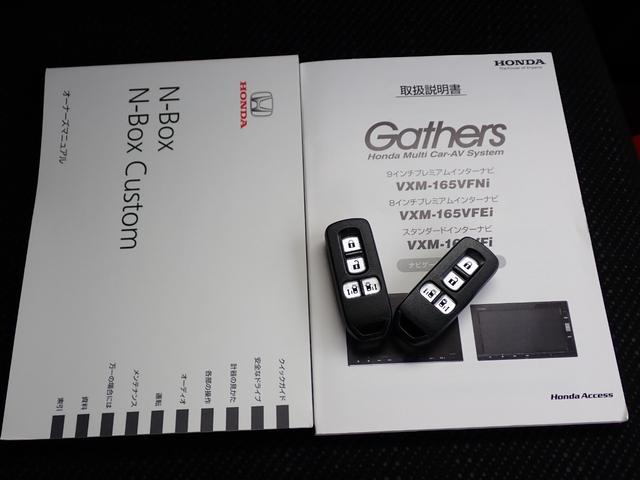 HONDA
N-Box
N-Box Custom
オーナーズマニュアル
クイックガイド
安全なドライブ
計器の見かた
各部の操作
オーディオ
運転
メンテナンス
万一の場合には
資料
索引
HONDA
The Power of Dreams
取扱説明書
Gathers
Honda Multi Car-AV System
9インチプレミアムインターナビ
VXM-165VFNi
8インチプレミアムインターナビ
VXM-165VFEi
スタンダードインターナビ
Honda Access